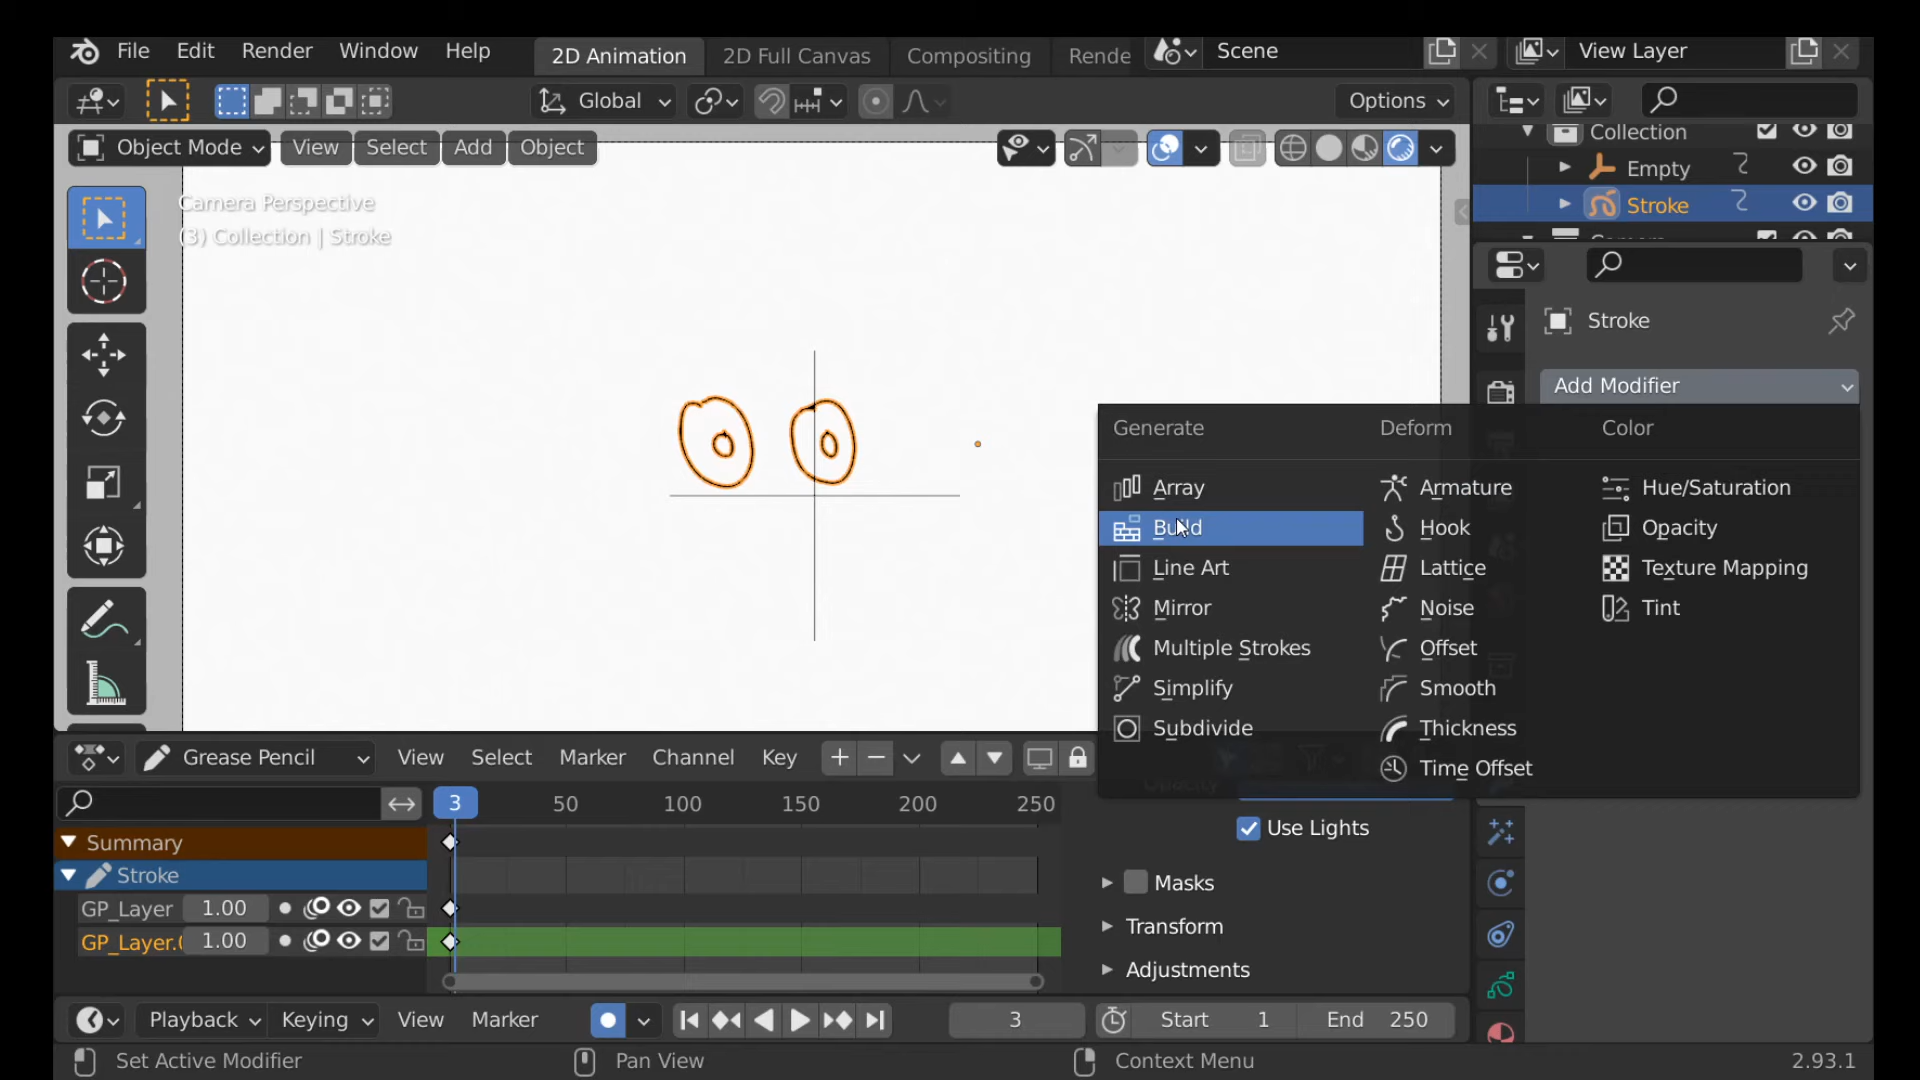 File Edit Render Window Help 2D Animation 2D Full Canvas Compositing Rende Scene View Layer
Global Options
Object Mode View Select Add Object
Collection
Empty
Stroke
Camera Perspective
(3) Collection | Stroke
Stroke
Add Modifier
Generate Deform Color
Array Armature Hue/Saturation
Build Hook Opacity
Line Art Lattice Texture Mapping
Mirror Noise Tint
Multiple Strokes Offset
Simplify Smooth
Subdivide Thickness
Time Offset
Grease Pencil View Select Marker Channel Key
Opacity
3 50 100 150 200 250
Use Lights
Summary
Stroke
Masks
GP_Layer 1.00
Transform
GP_Layer.0 1.00
Adjustments
Playback Keying View Marker 3 Start 1 End 250
Set Active Modifier Pan View Context Menu 2.93.1